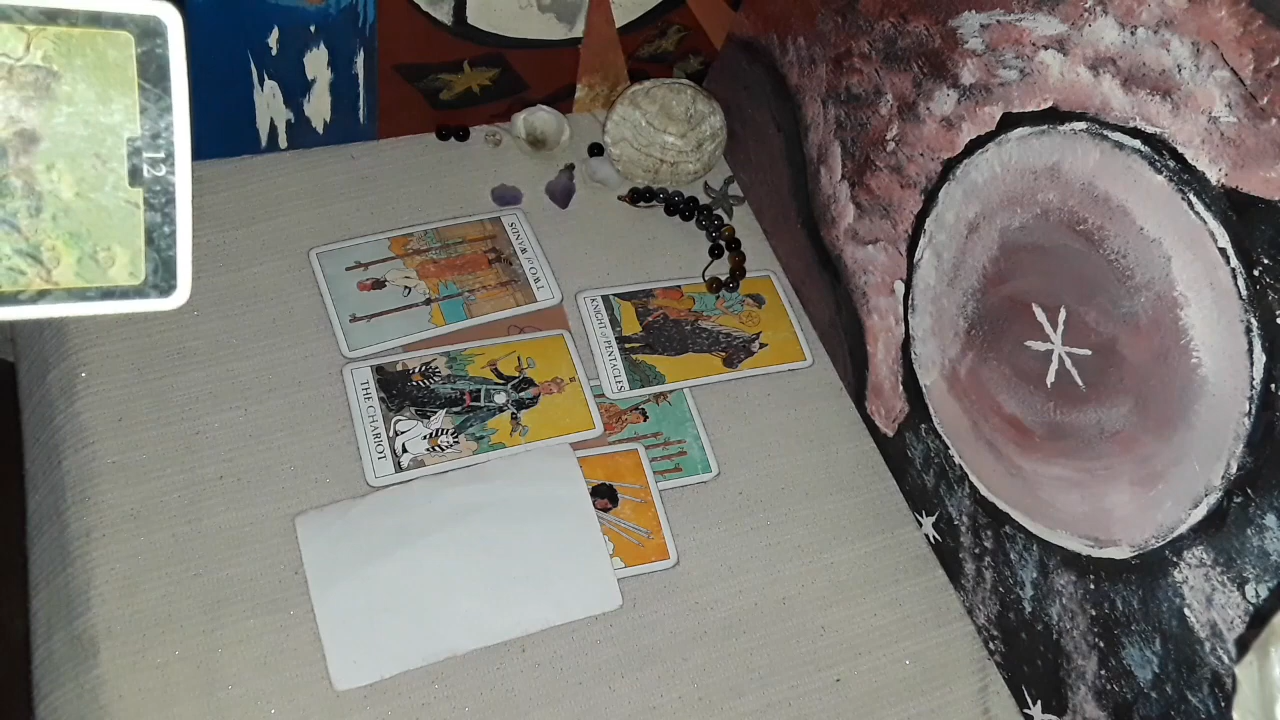 12
TWO of WANDS
KNIGHT of PENTACLES
THE CHARIOT